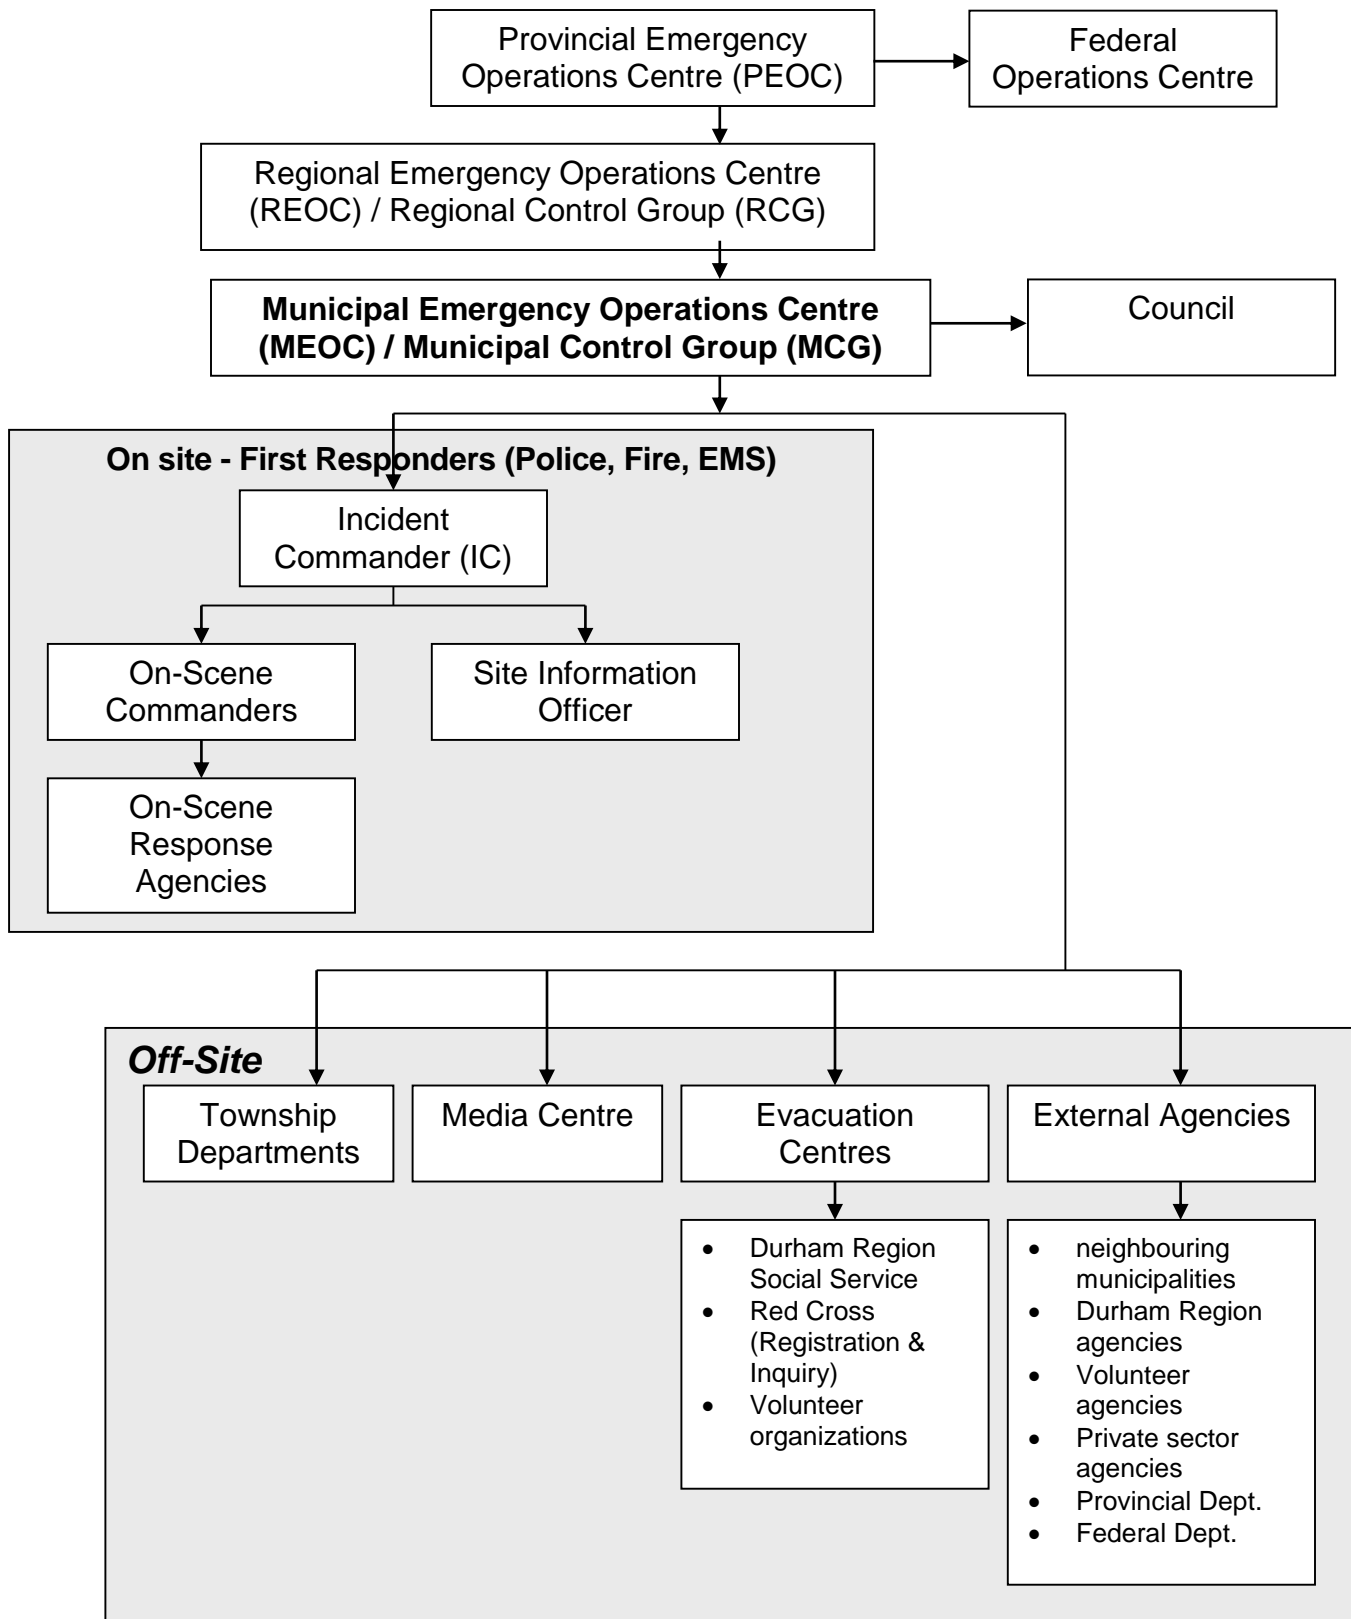 Provincial Emergency
Operations Centre (PEOC)
Federal
Operations Centre
Regional Emergency Operations Centre
(REOC) / Regional Control Group (RCG)
Municipal Emergency Operations Centre
(MEOC) / Municipal Control Group (MCG)
Council
On site - First Responders (Police, Fire, EMS)
Incident
Commander (IC)
On-Scene
Commanders
Site Information
Officer
On-Scene
Response
Agencies
Off-Site
Township
Departments
Media Centre
Evacuation
Centres
External Agencies
• Durham Region
Social Service
• Red Cross
(Registration &
Inquiry)
• Volunteer
organizations
• neighbouring
municipalities
• Durham Region
agencies
• Volunteer
agencies
• Private sector
agencies
• Provincial Dept.
• Federal Dept.